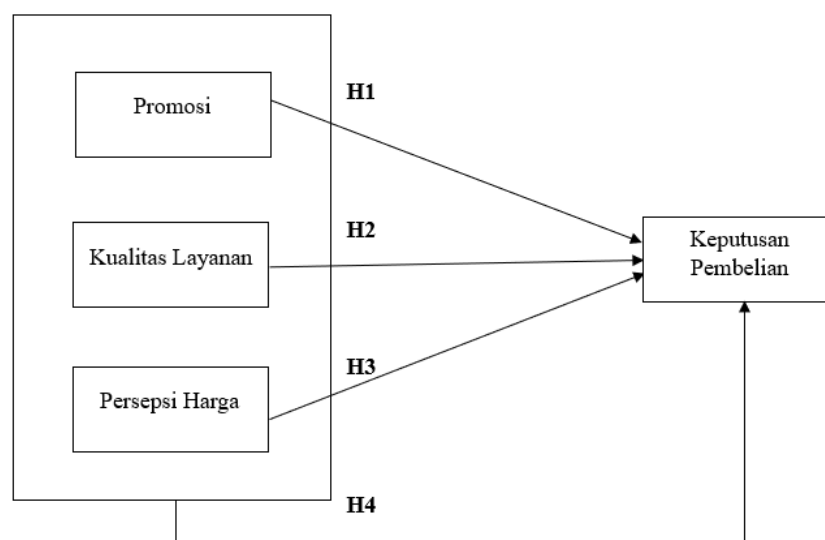 Promosi
H1
Kualitas Layanan
H2
Keputusan
Pembelian
Persepsi Harga
H3
H4